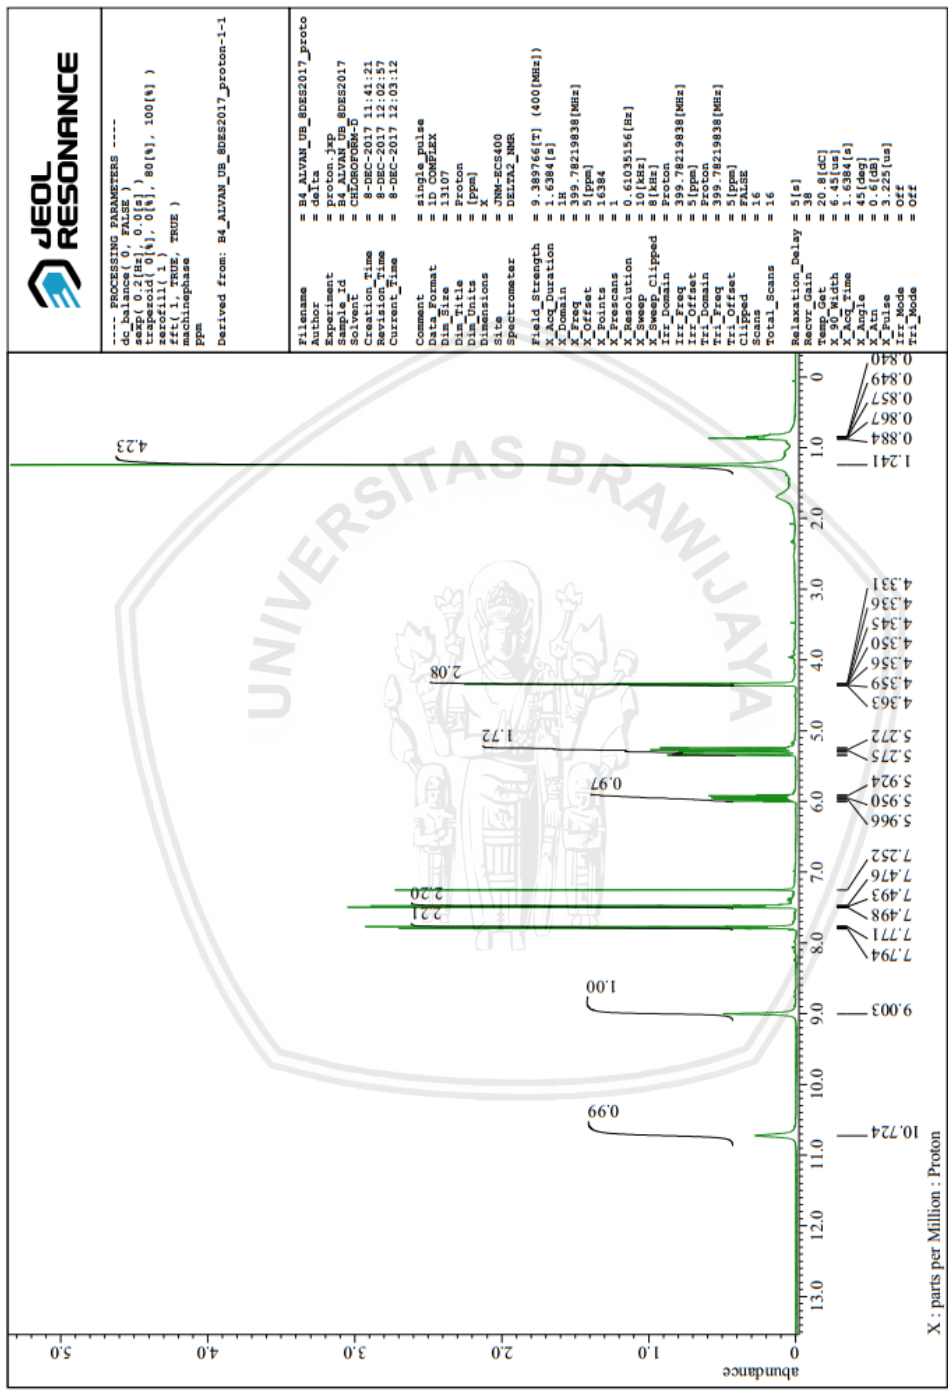 JEOL
RESONANCE
---- PROCESSING PARAMETERS ----
dc_balance( 0, FALSE )
sexp( 0.2[Hz], 0.0[s] )
trapezoid( 0[%], 0[%], 80[%], 100[%] )
zerofill( 1 )
fft( 1, TRUE, TRUE )
machinephase
ppm
Derived from: B4_ALVAN_UB_8DES2017_proton-1-1
Filename = B4_ALVAN_UB_8DES2017_proto
Author = delta
Experiment = proton.jxp
Sample_Id = B4_ALVAN_UB_8DES2017
Solvent = CHLOROFORM-D
Creation_Time = 8-DEC-2017 11:41:21
Revision_Time = 8-DEC-2017 12:02:57
Current_Time = 8-DEC-2017 12:03:12
Comment = single_pulse
Data_Format = 1D COMPLEX
Dim_Size = 13107
Dim_Title = Proton
Dim_Units = [ppm]
Dimensions = X
Site = JNM-ECS400
Spectrometer = DELTA2_NMR
Field_Strength = 9.389766[T] (400[MHz])
X_Acq_Duration = 1.6384[s]
X_Domain = 1H
X_Freq = 399.78219838[MHz]
X_Offset = 5[ppm]
X_Points = 16384
X_Prescans = 1
X_Resolution = 0.61035156[Hz]
X_Sweep = 10[kHz]
X_Sweep_Clipped = 8[kHz]
Irr_Domain = Proton
Irr_Freq = 399.78219838[MHz]
Irr_Offset = 5[ppm]
Tri_Domain = Proton
Tri_Freq = 399.78219838[MHz]
Tri_Offset = 5[ppm]
Clipped = FALSE
Scans = 16
Total_Scans = 16
Relaxation_Delay = 5[s]
Recvr_Gain = 38
Temp_Get = 20.8[dC]
X_90_Width = 6.45[us]
X_Acq_Time = 1.6384[s]
X_Angle = 45[deg]
X_Atn = 0.6[dB]
X_Pulse = 3.225[us]
Irr_Mode = Off
Tri_Mode = Off
UNIVERSITAS BRAWIJAYA
abundance
0 1.0 2.0 3.0 4.0 5.0
0.99
1.00
2.21
2.20
0.97
1.72
2.08
4.23
13.0 12.0 11.0 10.0 9.0 8.0 7.0 6.0 5.0 4.0 3.0 2.0 1.0 0
10.724
9.003
7.794
7.771
7.498
7.493
7.476
7.252
5.966
5.950
5.924
5.275
5.272
4.363
4.359
4.356
4.350
4.345
4.336
4.331
1.241
0.884
0.867
0.857
0.849
0.840
X : parts per Million : Proton